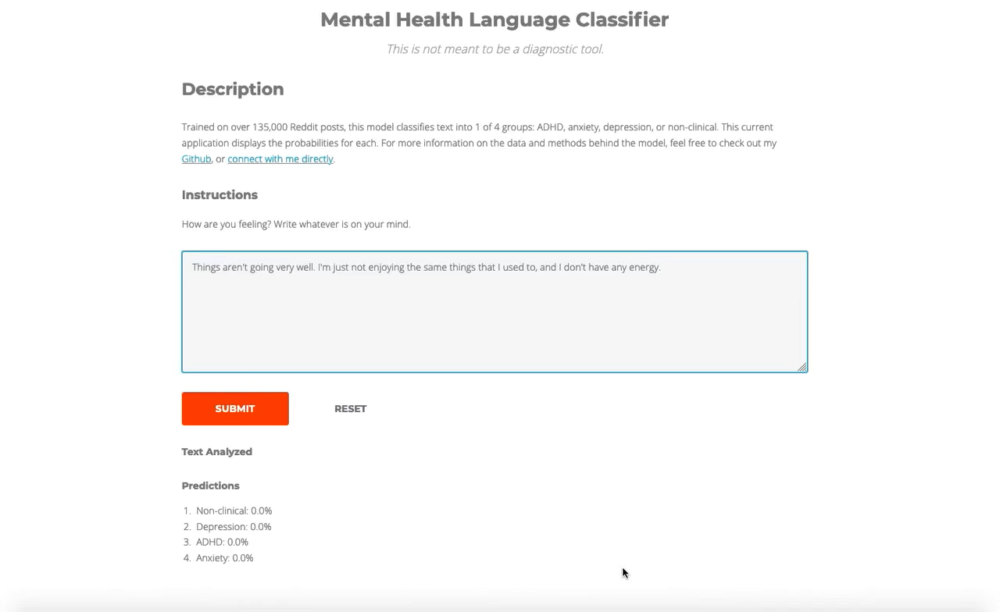 Mental Health Language Classifier
This is not meant to be a diagnostic tool.
Description
Trained on over 135,000 Reddit posts, this model classifies text into 1 of 4 groups: ADHD, anxiety, depression, or non-clinical. This current
application displays the probabilities for each. For more information on the data and methods behind the model, feel free to check out my
Github, or connect with me directly.
Instructions
How are you feeling? Write whatever is on your mind.
Things aren't going very well. I'm just not enjoying the same things that I used to, and I don't have any energy.
SUBMIT RESET
Text Analyzed
Predictions
1. Non-clinical: 0.0%
2. Depression: 0.0%
3. ADHD: 0.0%
4. Anxiety: 0.0%